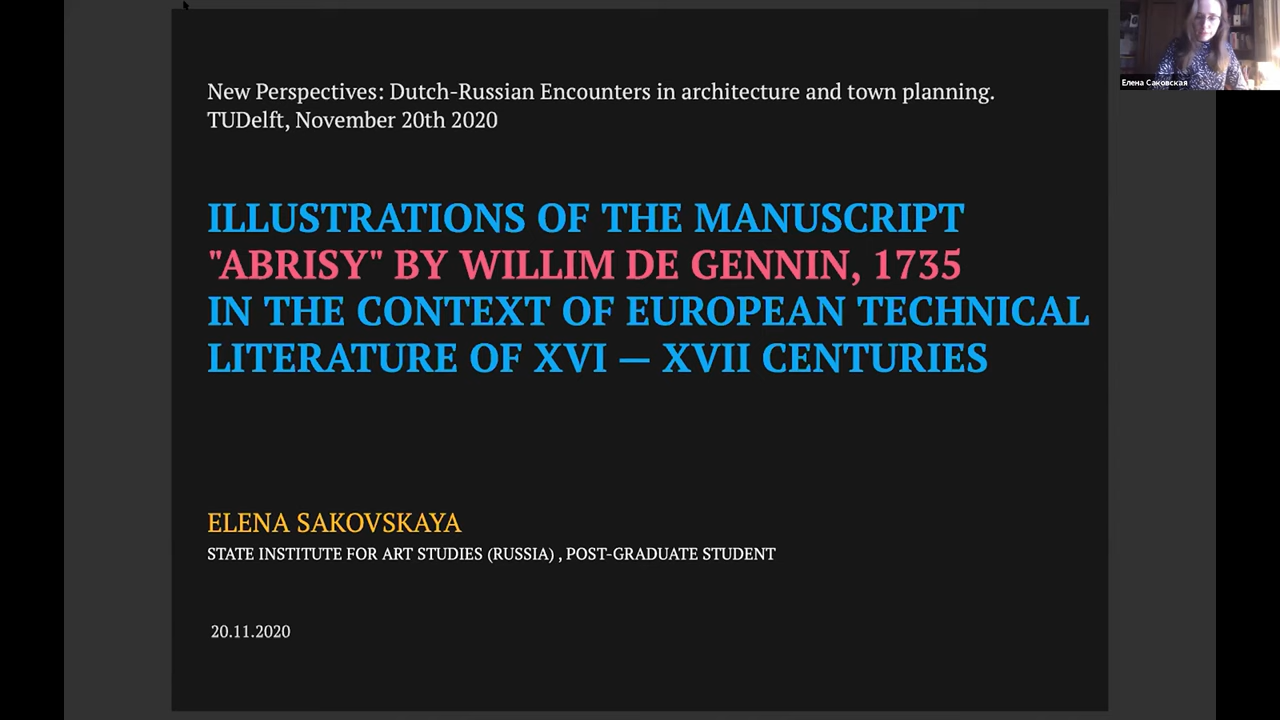 New Perspectives: Dutch-Russian Encounters in architecture and town planning.
TUDelft, November 20th 2020
ILLUSTRATIONS OF THE MANUSCRIPT
"ABRISY" BY WILLIM DE GENNIN, 1735
IN THE CONTEXT OF EUROPEAN TECHNICAL
LITERATURE OF XVI — XVII CENTURIES
ELENA SAKOVSKAYA
STATE INSTITUTE FOR ART STUDIES (RUSSIA) , POST-GRADUATE STUDENT
20.11.2020
Елена Саковская